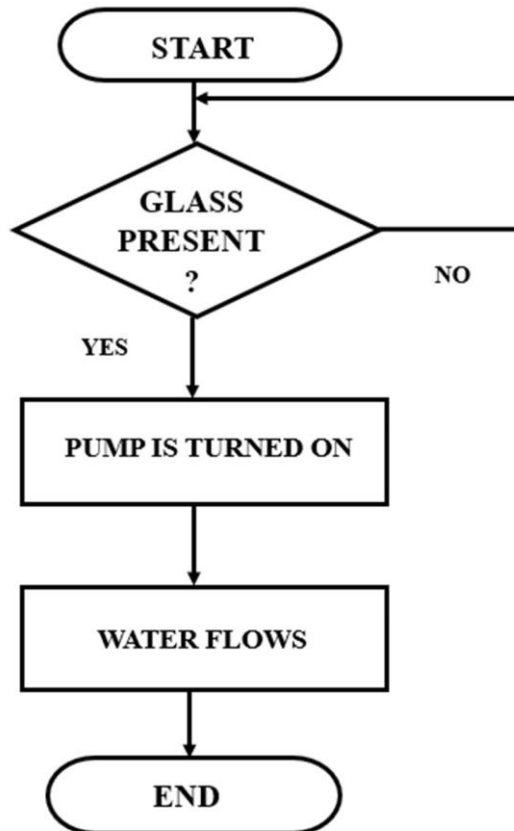 START
GLASS
PRESENT
?
NO
YES
PUMP IS TURNED ON
WATER FLOWS
END